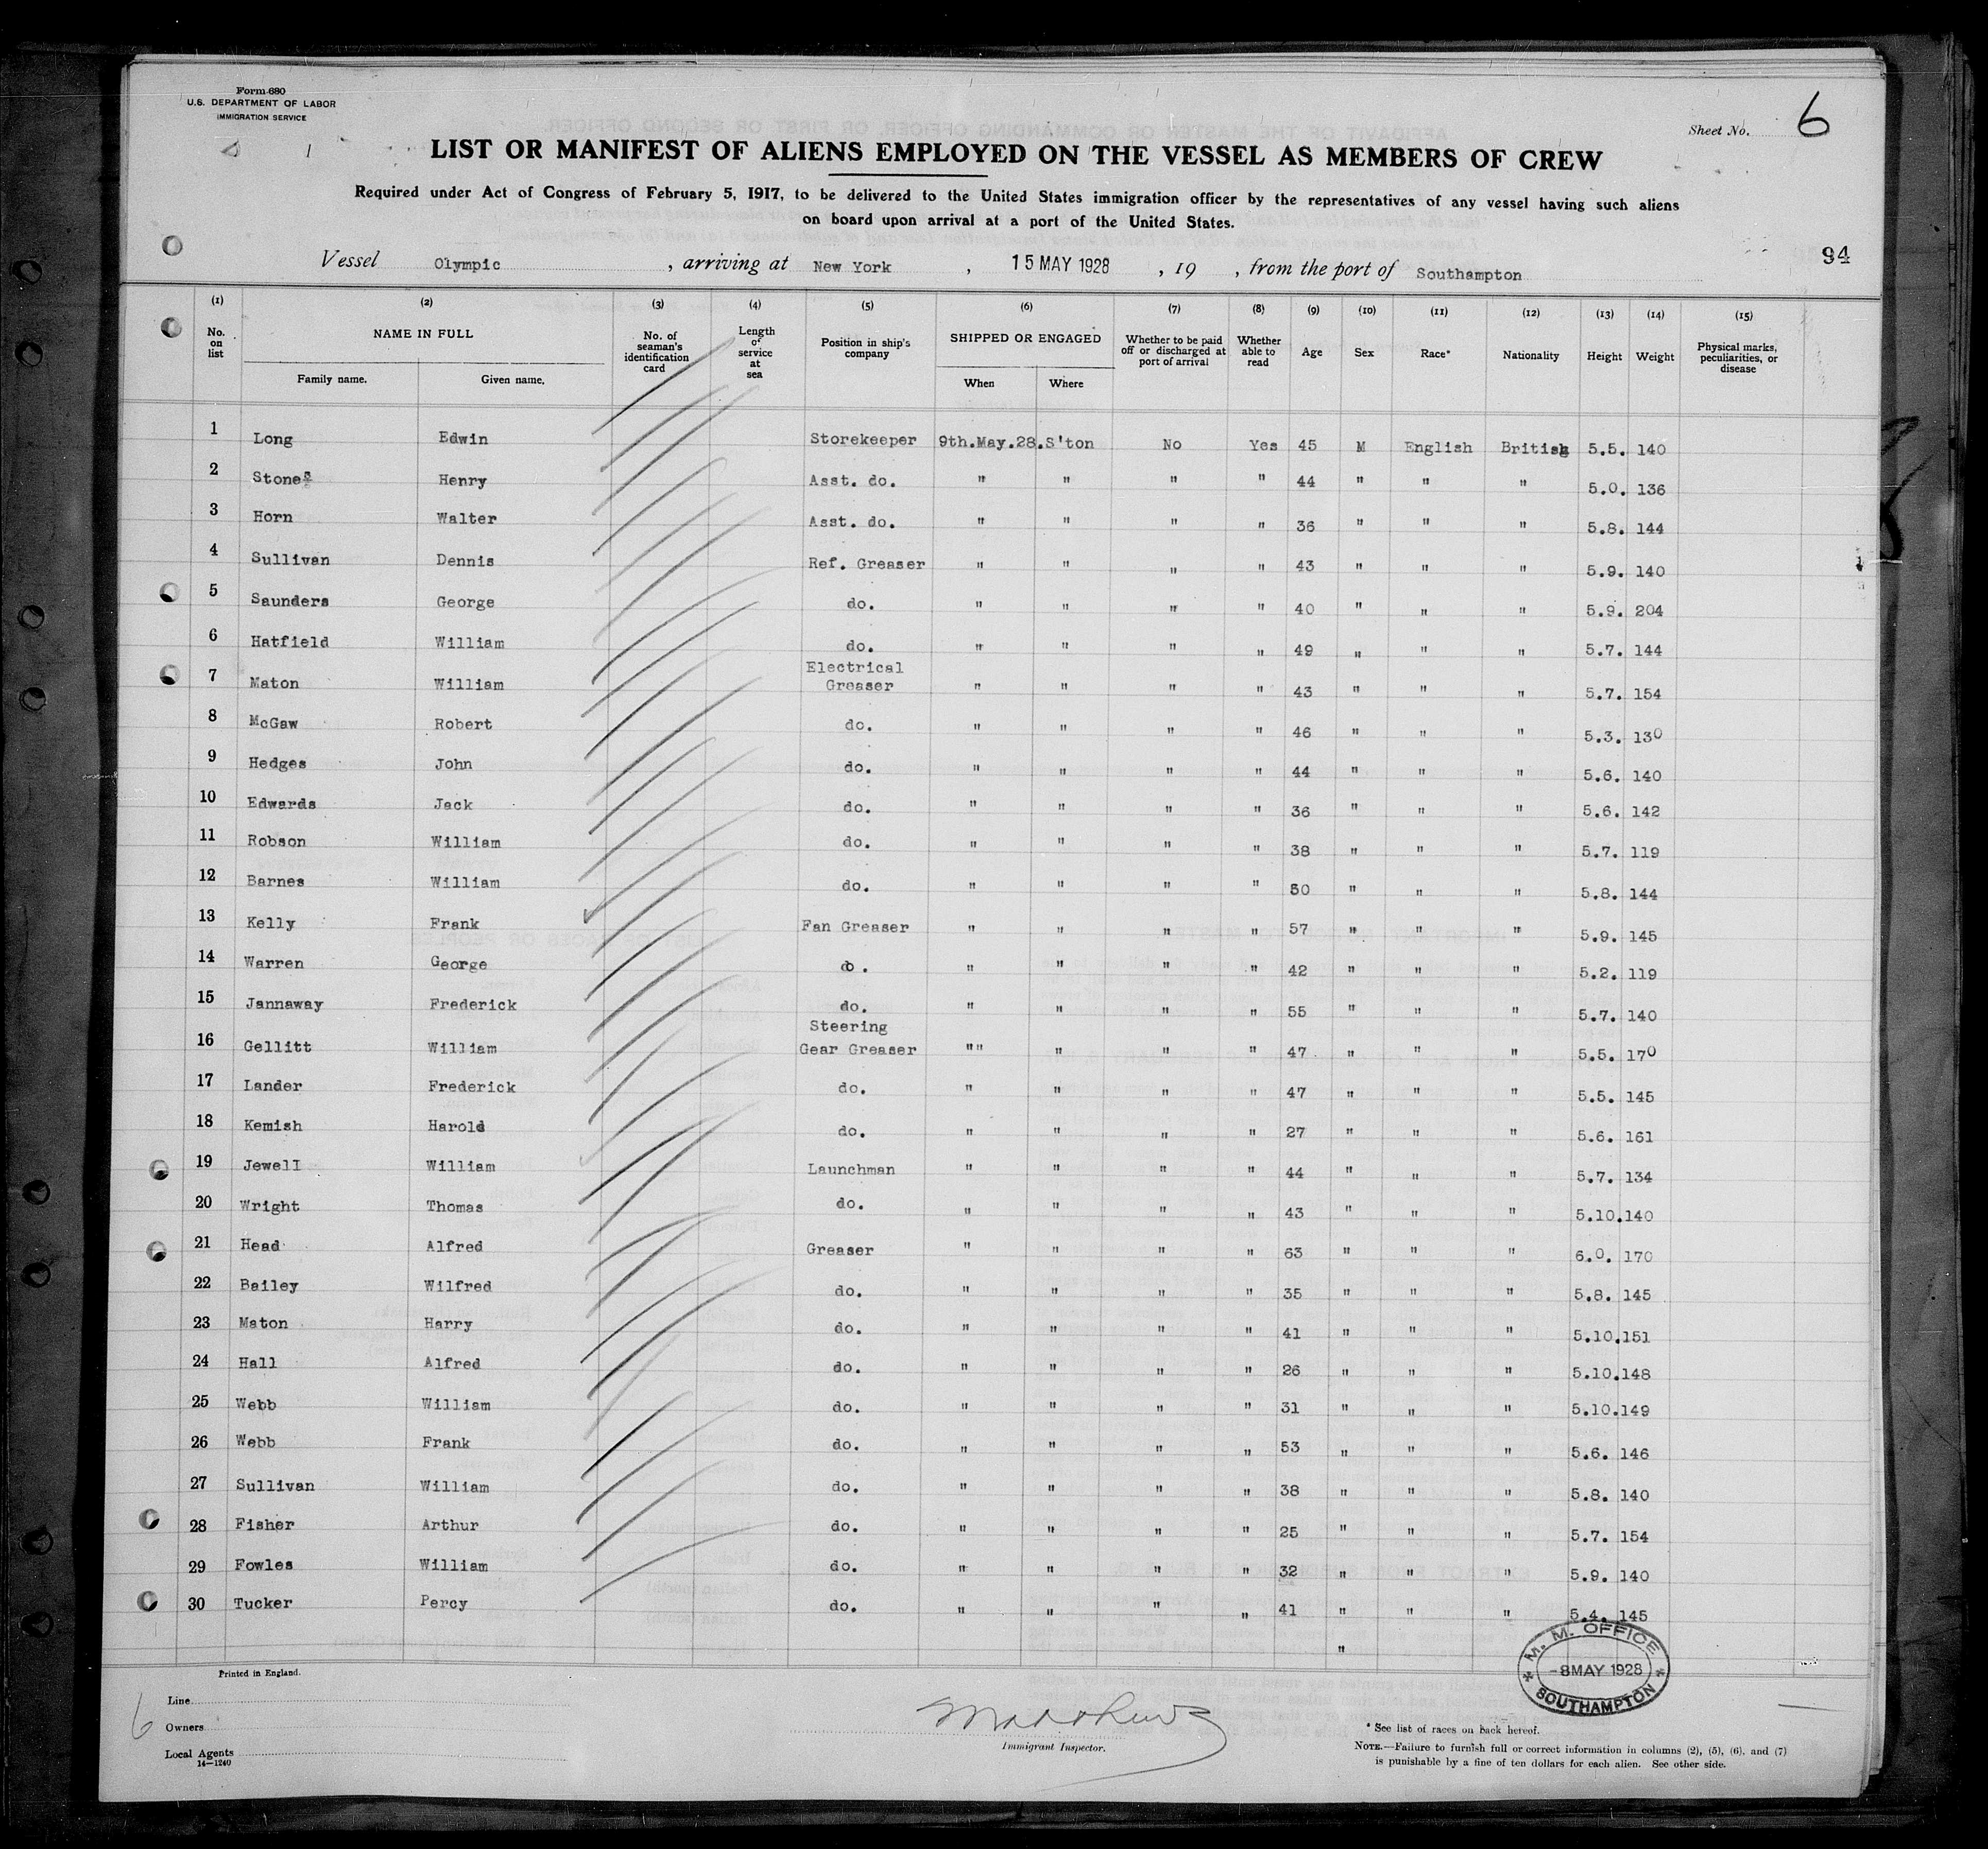 Form 680
U.S. DEPARTMENT OF LABOR
IMMIGRATION SERVICE
Sheet No. 6
LIST OR MANIFEST OF ALIENS EMPLOYED ON THE VESSEL AS MEMBERS OF CREW
Required under Act of Congress of February 5, 1917, to be delivered to the United States immigration officer by the representatives of any vessel having such aliens
on board upon arrival at a port of the United States.
94
Vessel Olympic, arriving at New York, 15 MAY 1928, 19 , from the port of Southampton
(1) (2) (3) (4) (5) (6) (7) (8) (9) (10) (11) (12) (13) (14) (15)
No. on list NAME IN FULL Family name. Given name. No. of seaman's identification card Length of service at sea Position in ship's company SHIPPED OR ENGAGED When Where Whether to be paid off or discharged at port of arrival Whether able to read Age Sex Race* Nationality Height Weight Physical marks, peculiarities, or disease
1 Long Edwin Storekeeper 9th.May.28. S'ton No Yes 45 M English British 5.5. 140
2 Stone Henry Asst. do. " " " " 44 " " " 5.0. 136
3 Horn Walter Asst. do. " " " " 36 " " " 5.8. 144
4 Sullivan Dennis Ref. Greaser " " " " 43 " " " 5.9. 140
5 Saunders George do. " " " " 40 " " " 5.9. 204
6 Hatfield William do. " " " " 49 " " " 5.7. 144
7 Maton William Electrical Greaser " " " " 43 " " " 5.7. 154
8 McGaw Robert do. " " " " 46 " " " 5.3. 130
9 Hedges John do. " " " " 44 " " " 5.6. 140
10 Edwards Jack do. " " " " 36 " " " 5.6. 142
11 Robson William do. " " " " 38 " " " 5.7. 119
12 Barnes William do. " " " " 50 " " " 5.8. 144
13 Kelly Frank Fan Greaser " " " " 57 " " " 5.9. 145
14 Warren George do. " " " " 42 " " " 5.2. 119
15 Jannaway Frederick do. " " " " 55 " " " 5.7. 140
16 Gellitt William Steering Gear Greaser "" " " " 47 " " " 5.5. 170
17 Lander Frederick do. " " " " 47 " " " 5.5. 145
18 Kemish Harold do. " " " " 27 " " " 5.6. 161
19 Jewell William Launchman " " " " 44 " " " 5.7. 134
20 Wright Thomas do. " " " " 43 " " " 5.10. 140
21 Head Alfred Greaser " " " " 63 " " " 6.0. 170
22 Bailey Wilfred do. " " " " 35 " " " 5.8. 145
23 Maton Harry do. " " " " 41 " " " 5.10. 151
24 Hall Alfred do. " " " " 26 " " " 5.10. 148
25 Webb William do. " " " " 31 " " " 5.10. 149
26 Webb Frank do. " " " " 53 " " " 5.6. 146
27 Sullivan William do. " " " " 38 " " " 5.8. 140
28 Fisher Arthur do. " " " " 25 " " " 5.7. 154
29 Fowles William do. " " " " 32 " " " 5.9. 140
30 Tucker Percy do. " " " " 41 " " " 5.4. 145
"
M. M. OFFICE
-8 MAY 1928
SOUTHAMPTON
Printed in England.
6
Line
Owners
Local Agents
14—1240
Immigrant Inspector.
* See list of races on back hereof.
NOTE.—Failure to furnish full or correct information in columns (2), (5), (6), and (7)
is punishable by a fine of ten dollars for each alien. See other side.